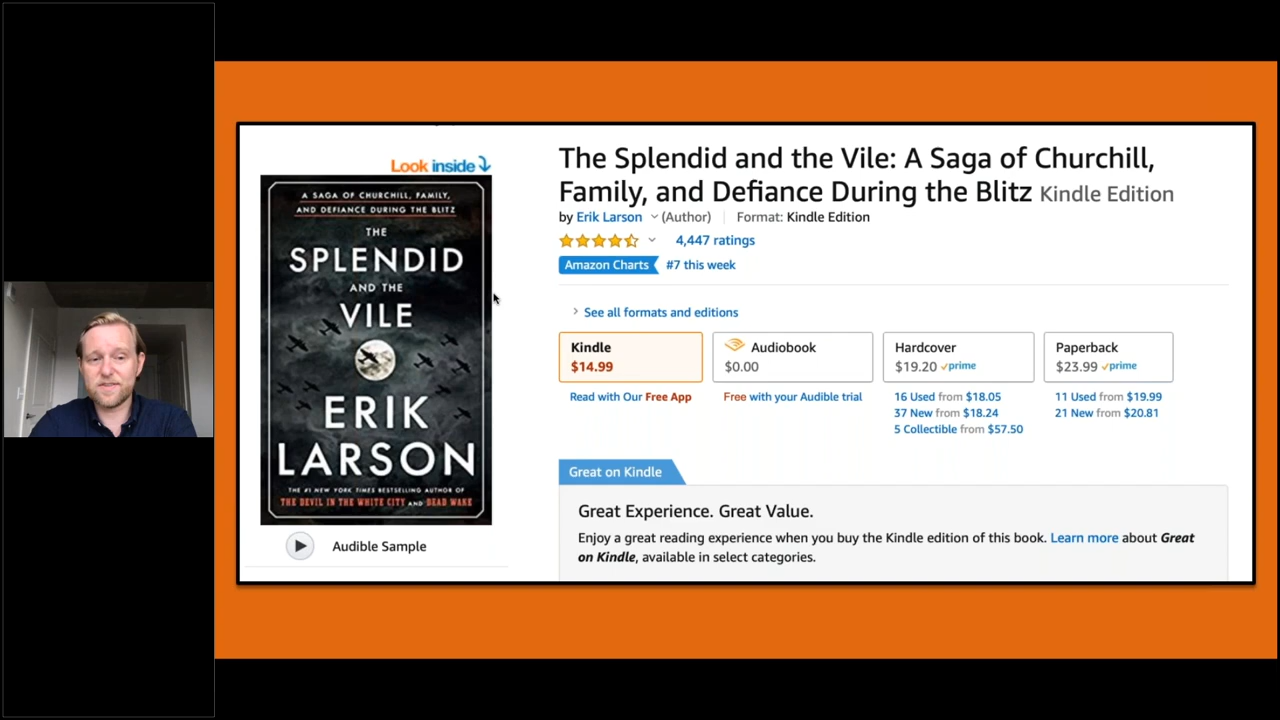 Look inside
A SAGA OF CHURCHILL, FAMILY,
AND DEFIANCE DURING THE BLITZ
THE
SPLENDID
AND THE
VILE
ERIK
LARSON
THE #1 NEW YORK TIMES BESTSELLING AUTHOR OF
THE DEVIL IN THE WHITE CITY AND DEAD WAKE
Audible Sample
The Splendid and the Vile: A Saga of Churchill,
Family, and Defiance During the Blitz Kindle Edition
by Erik Larson (Author) Format: Kindle Edition
4,447 ratings
Amazon Charts #7 this week
See all formats and editions
Kindle
$14.99
Read with Our Free App
Audiobook
$0.00
Free with your Audible trial
Hardcover
$19.20 prime
16 Used from $18.05
37 New from $18.24
5 Collectible from $57.50
Paperback
$23.99 prime
11 Used from $19.99
21 New from $20.81
Great on Kindle
Great Experience. Great Value.
Enjoy a great reading experience when you buy the Kindle edition of this book. Learn more about Great
on Kindle, available in select categories.